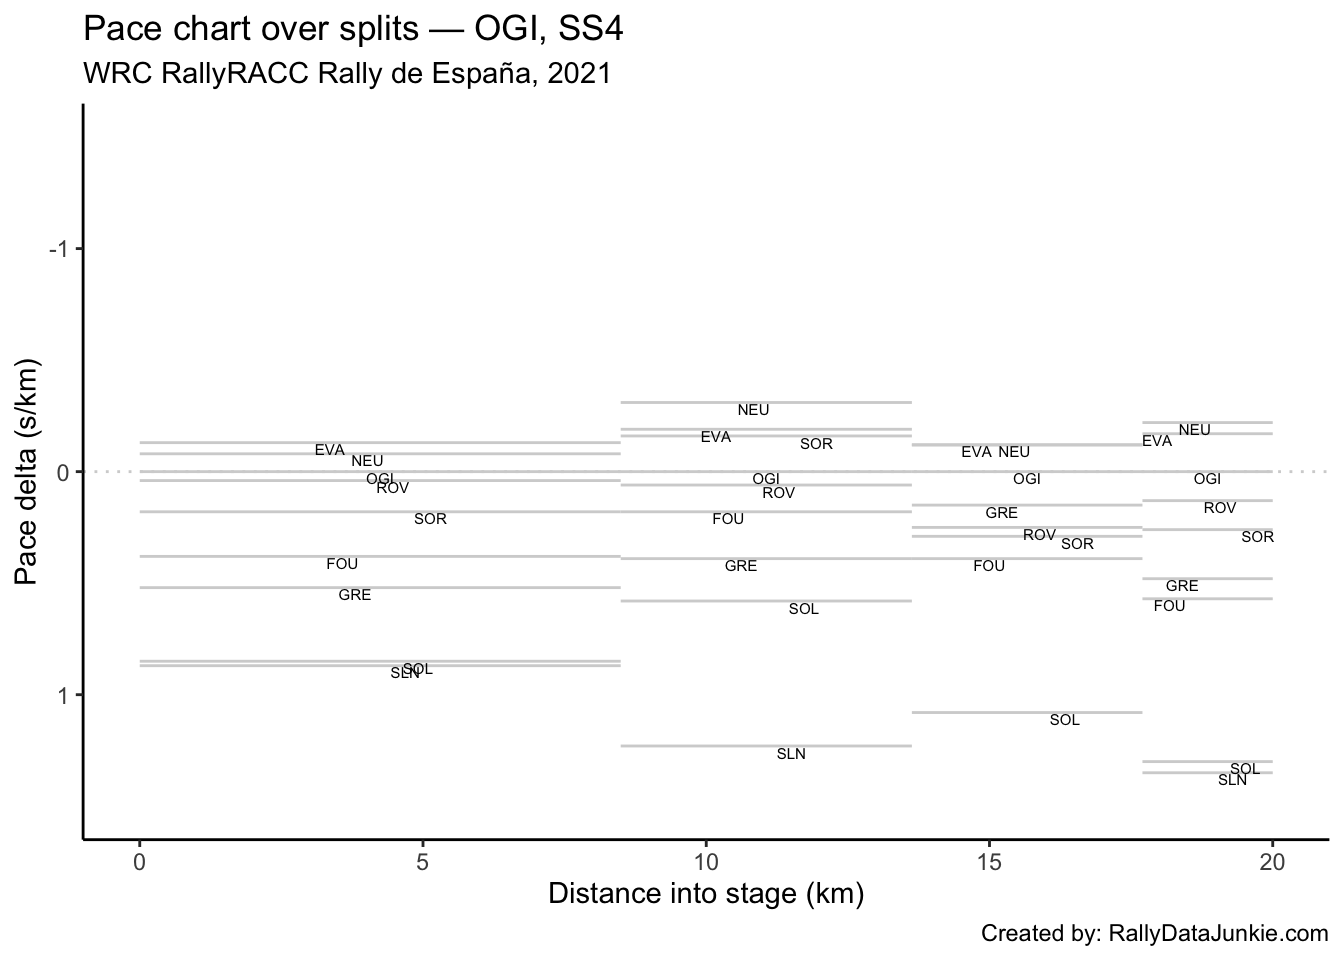 Pace chart over splits — OGI, SS4
WRC RallyRACC Rally de España, 2021
Pace delta (s/km)
-1
0
1
EVA
NEU
OGI
ROV
SOR
FOU
GRE
SOL
SLN
NEU
EVA
SOR
OGI
ROV
FOU
GRE
SOL
SLN
EVA NEU
OGI
GRE
ROV
SOR
FOU
SOL
NEU
EVA
OGI
ROV
SOR
GRE
FOU
SOL
SLN
0 5 10 15 20
Distance into stage (km)
Created by: RallyDataJunkie.com